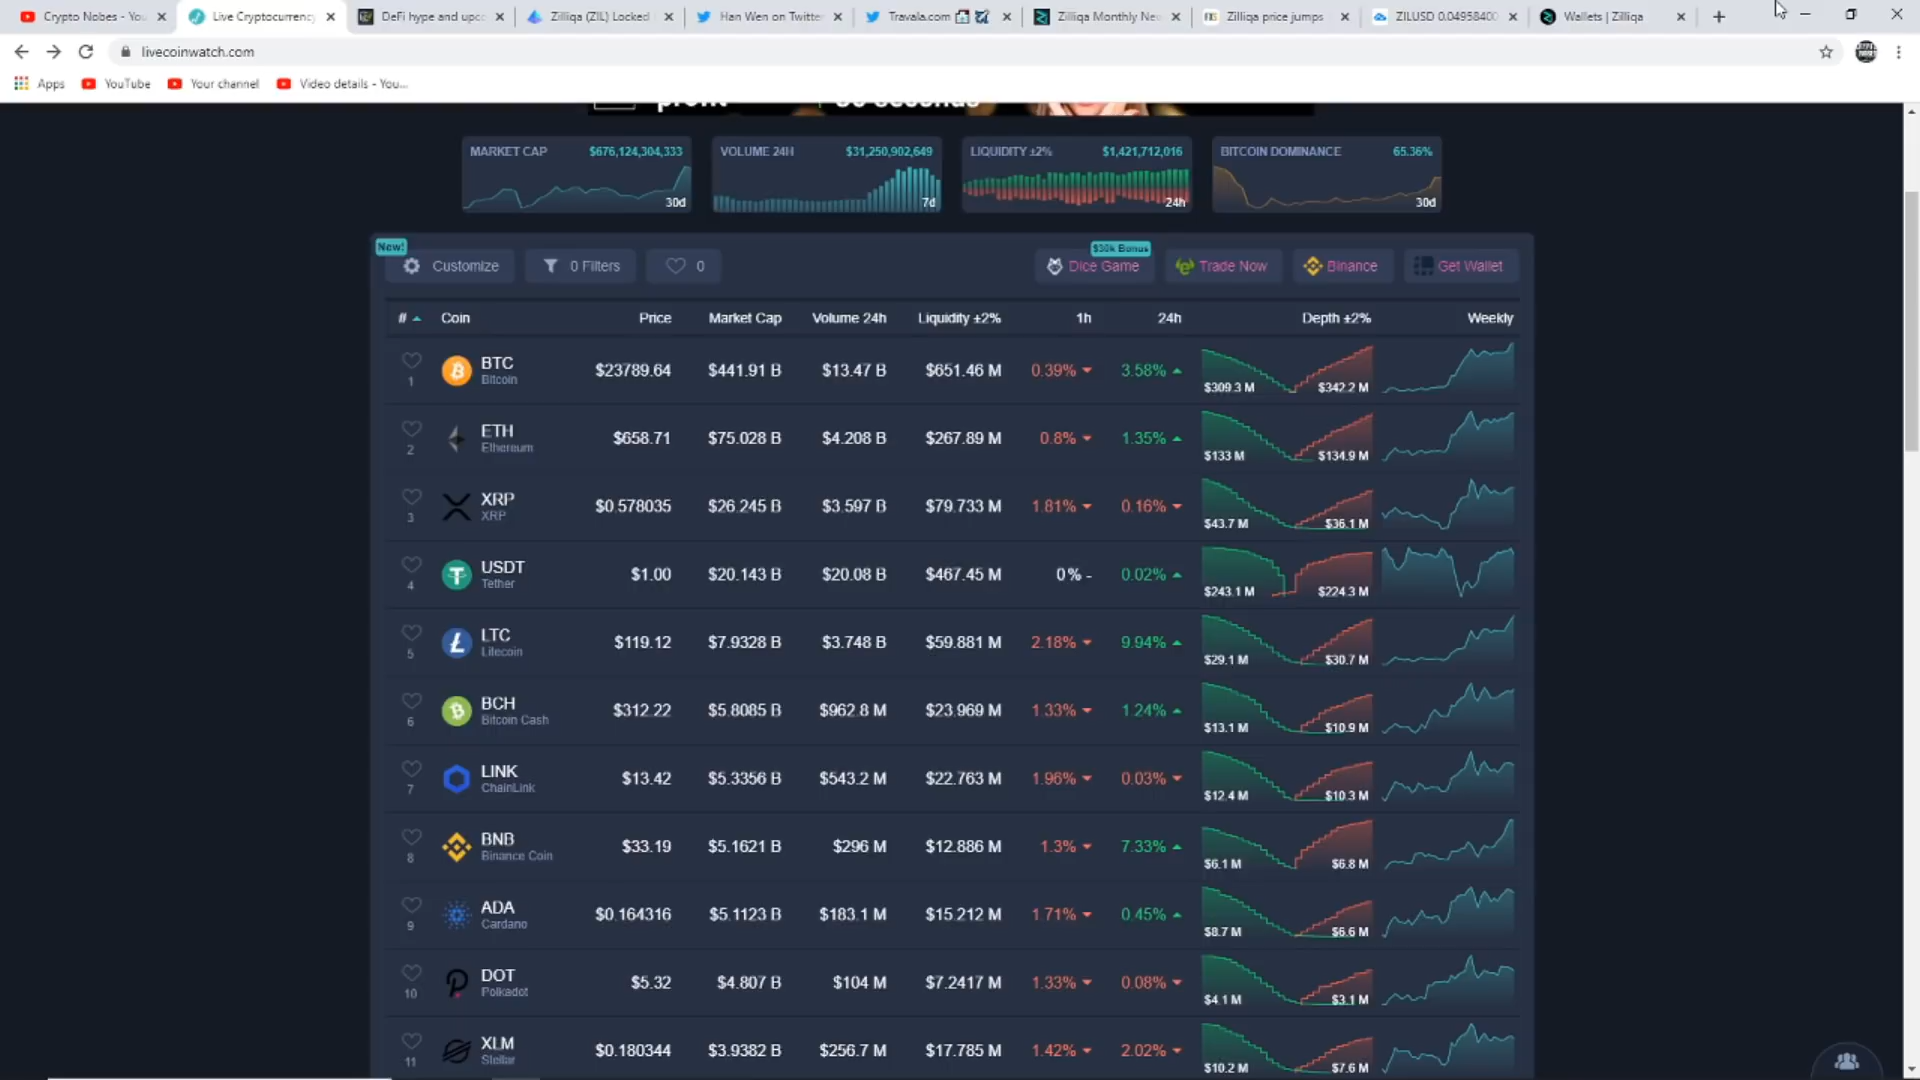 Crypto Nobes - You
Live Cryptocurrency
DeFi hype and upc
Zilliqa (ZIL) Locked
Han Wen on Twitte
Travala.com
Zilliqa Monthly Ne
Zilliqa price jumps
ZILUSD 0.04958400
Wallets | Zilliqa
livecoinwatch.com
Apps
YouTube
Your channel
Video details - You...
MARKET CAP $676,124,304,333
30d
VOLUME 24H $31,250,902,649
7d
LIQUIDITY ±2% $1,421,712,016
24h
BITCOIN DOMINANCE 65.36%
30d
New!
Customize
0 Filters
0
$30k Bonus
Dice Game
Trade Now
Binance
Get Wallet
# Coin Price Market Cap Volume 24h Liquidity ±2% 1h 24h Depth ±2% Weekly
1 BTC Bitcoin $23789.64 $441.91 B $13.47 B $651.46 M 0.39% 3.58% $309.3 M $342.2 M
2 ETH Ethereum $658.71 $75.028 B $4.208 B $267.89 M 0.8% 1.35% $133 M $134.9 M
3 XRP XRP $0.578035 $26.245 B $3.597 B $79.733 M 1.81% 0.16% $43.7 M $36.1 M
4 USDT Tether $1.00 $20.143 B $20.08 B $467.45 M 0% - 0.02% $243.1 M $224.3 M
5 LTC Litecoin $119.12 $7.9328 B $3.748 B $59.881 M 2.18% 9.94% $29.1 M $30.7 M
6 BCH Bitcoin Cash $312.22 $5.8085 B $962.8 M $23.969 M 1.33% 1.24% $13.1 M $10.9 M
7 LINK ChainLink $13.42 $5.3356 B $543.2 M $22.763 M 1.96% 0.03% $12.4 M $10.3 M
8 BNB Binance Coin $33.19 $5.1621 B $296 M $12.886 M 1.3% 7.33% $6.1 M $6.8 M
9 ADA Cardano $0.164316 $5.1123 B $183.1 M $15.212 M 1.71% 0.45% $8.7 M $6.6 M
10 DOT Polkadot $5.32 $4.807 B $104 M $7.2417 M 1.33% 0.08% $4.1 M $3.1 M
11 XLM Stellar $0.180344 $3.9382 B $256.7 M $17.785 M 1.42% 2.02% $10.2 M $7.6 M